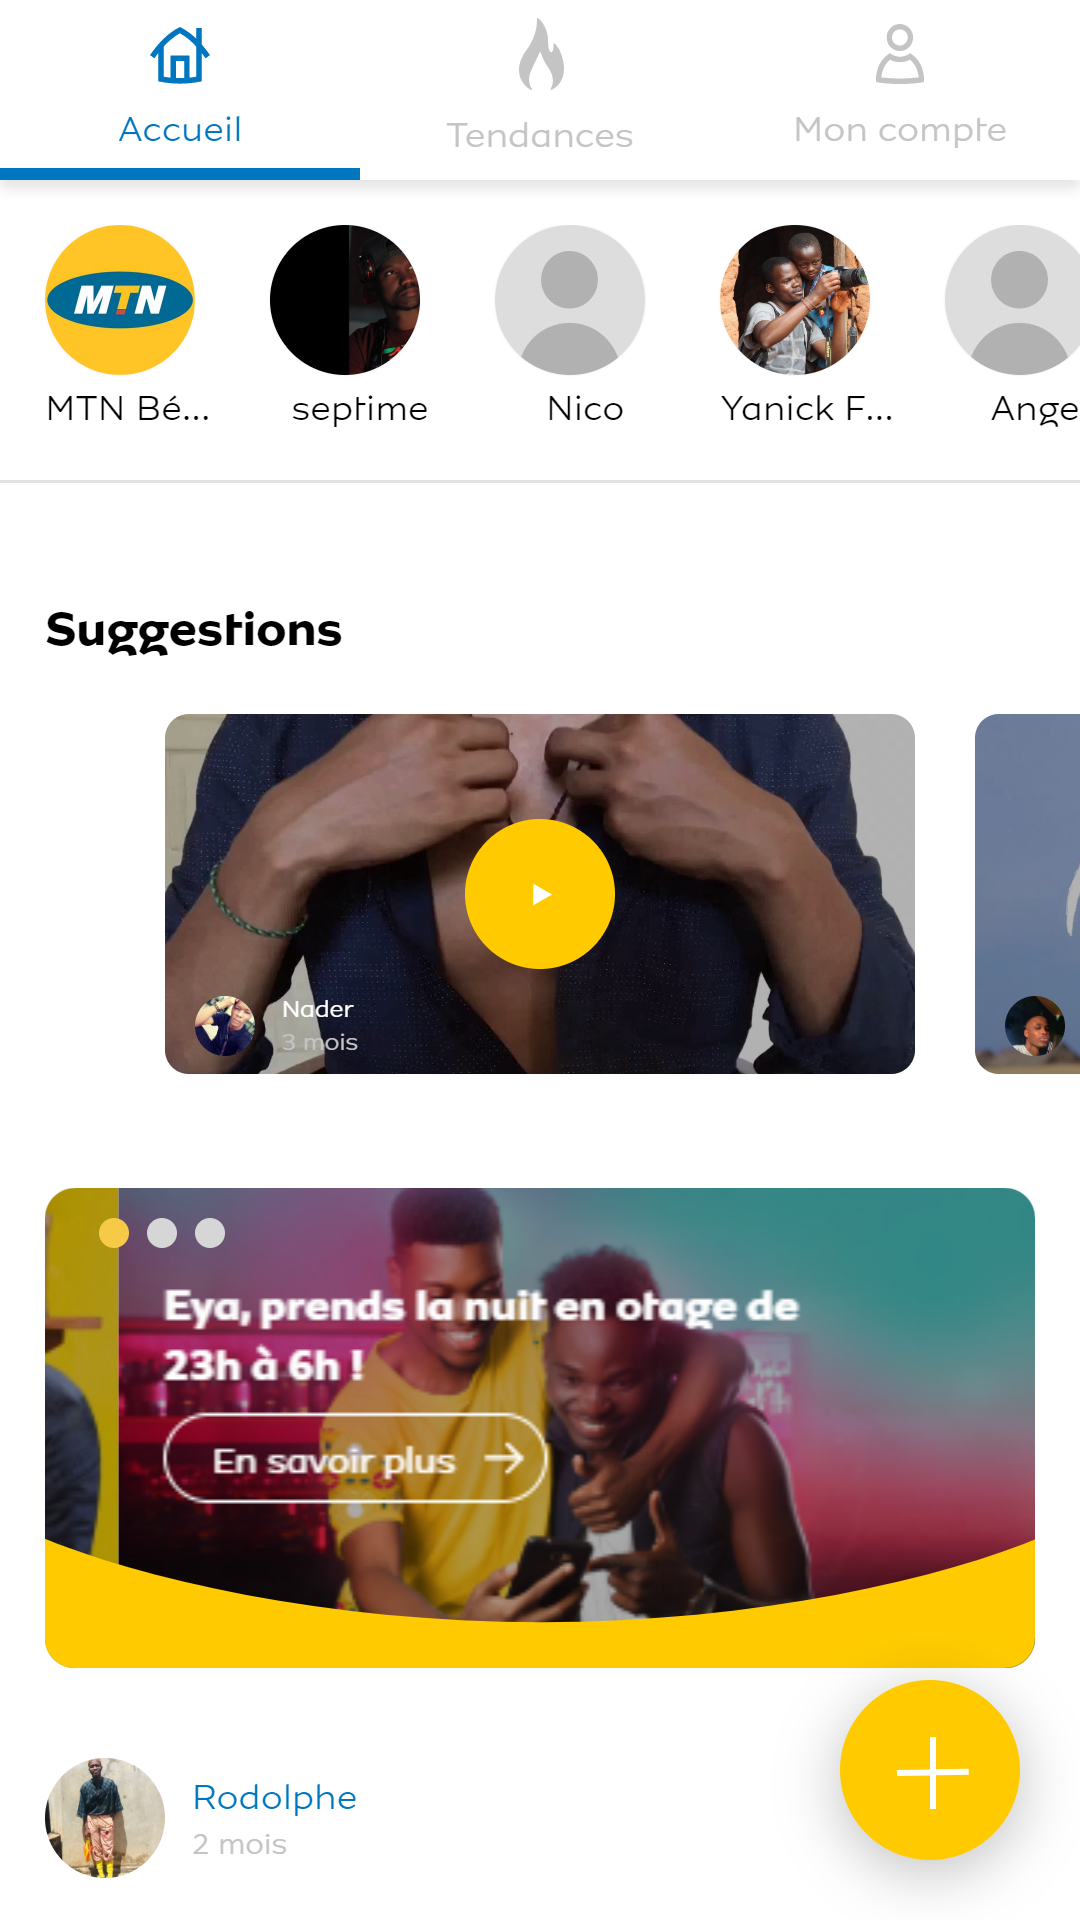 Accueil
Tendances
Mon compte
MTN
MTN Bé...
septime
Nico
Yanick F...
Ange
Suggestions
Nader
3 mois
Eya, prends la nuit en otage de
23h à 6h !
En savoir plus
Rodolphe
2 mois